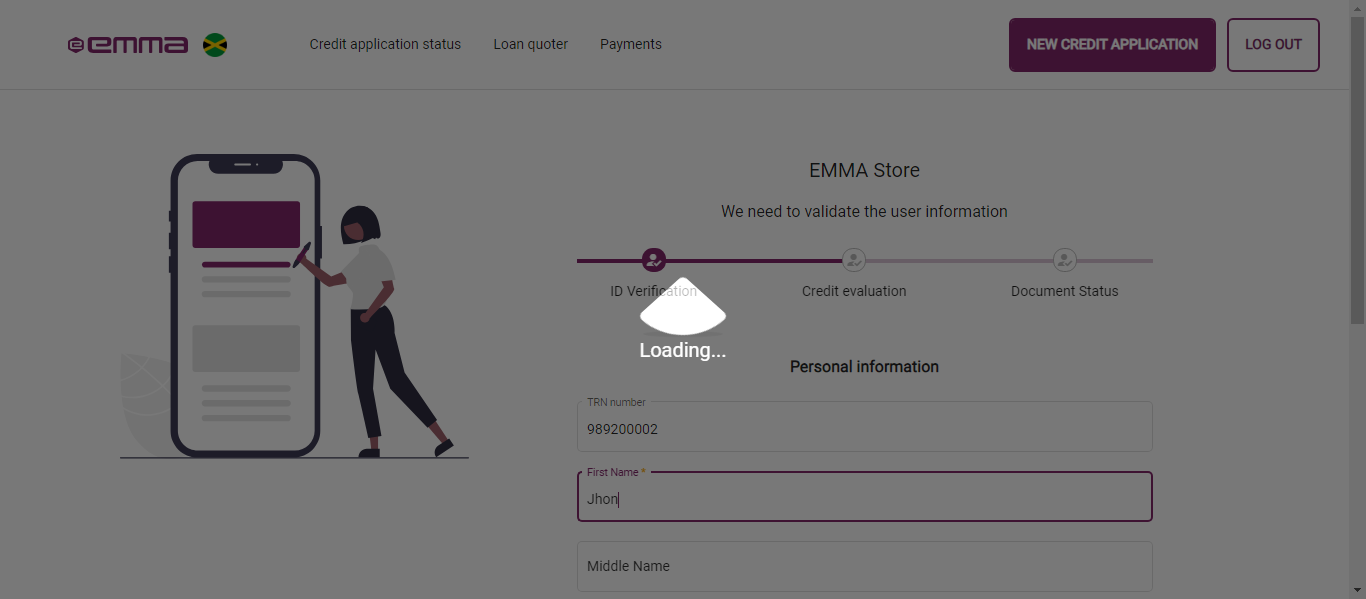 emma
Credit application status
Loan quoter
Payments
NEW CREDIT APPLICATION
LOG OUT
EMMA Store
We need to validate the user information
ID Verification
Credit evaluation
Document Status
Loading...
Personal information
TRN number
989200002
First Name *
Jhon
Middle Name